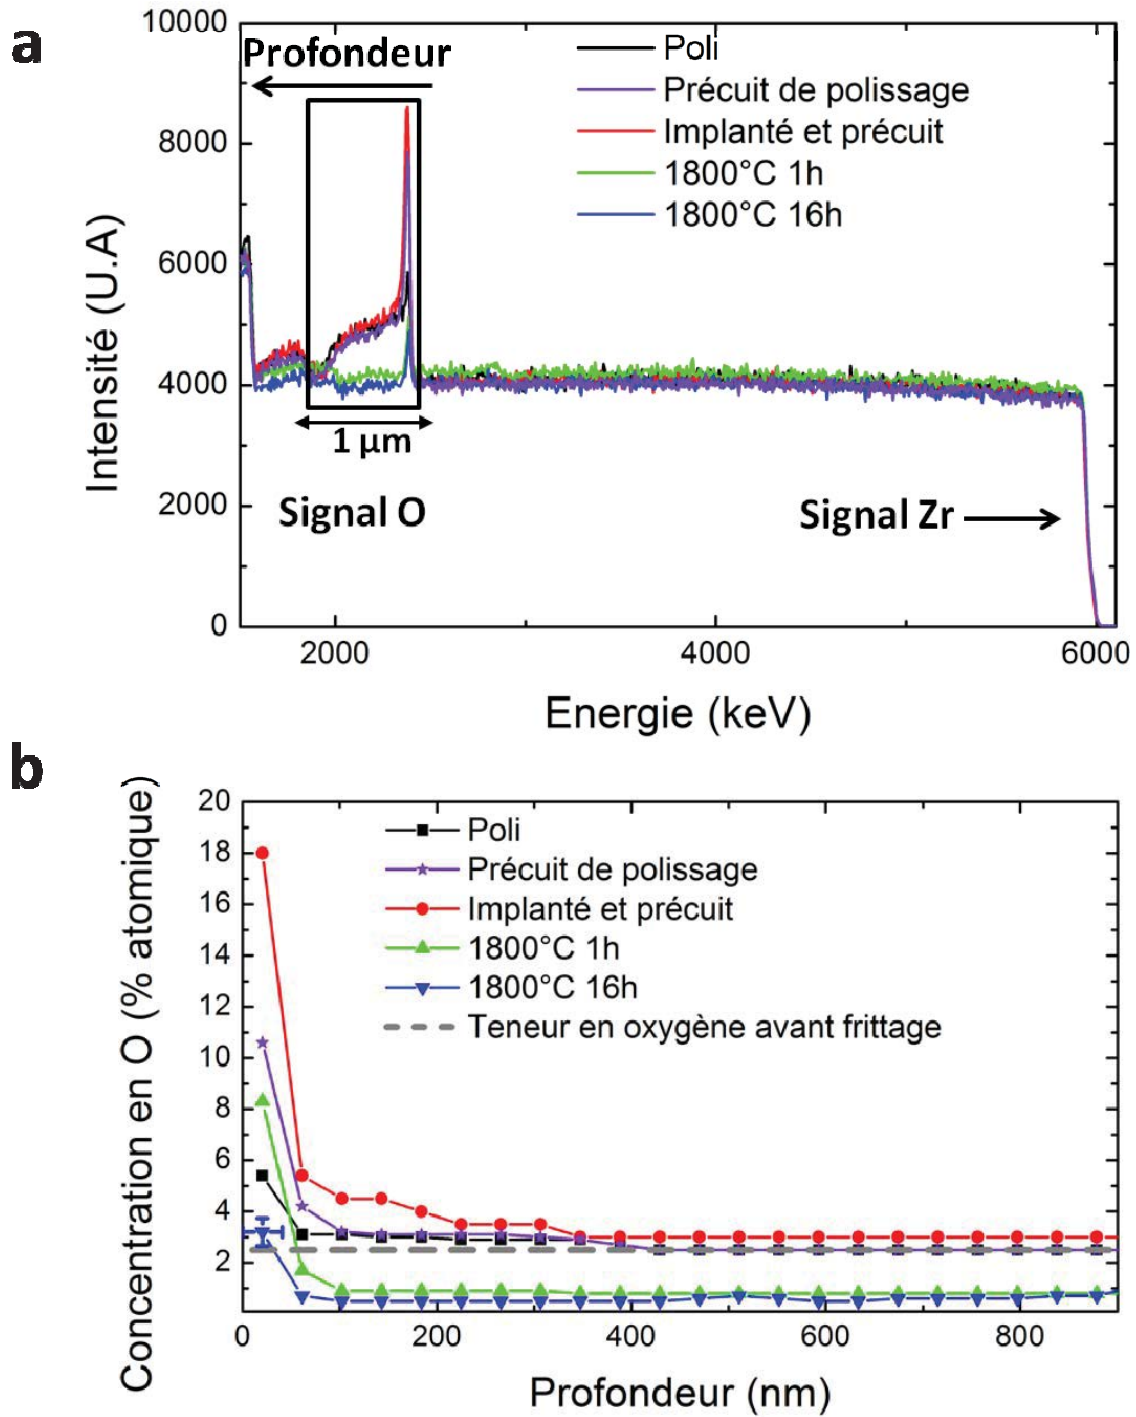 a
10000
8000
6000
4000
2000
0
Intensité (U.A)
Profondeur
Poli
Précuit de polissage
Implanté et précuit
1800°C 1h
1800°C 16h
1 µm
Signal O
Signal Zr
2000
4000
6000
Energie (keV)
b
20
18
16
14
12
10
8
6
4
2
Concentration en O (% atomique)
Poli
Précuit de polissage
Implanté et précuit
1800°C 1h
1800°C 16h
Teneur en oxygène avant frittage
0
200
400
600
800
Profondeur (nm)